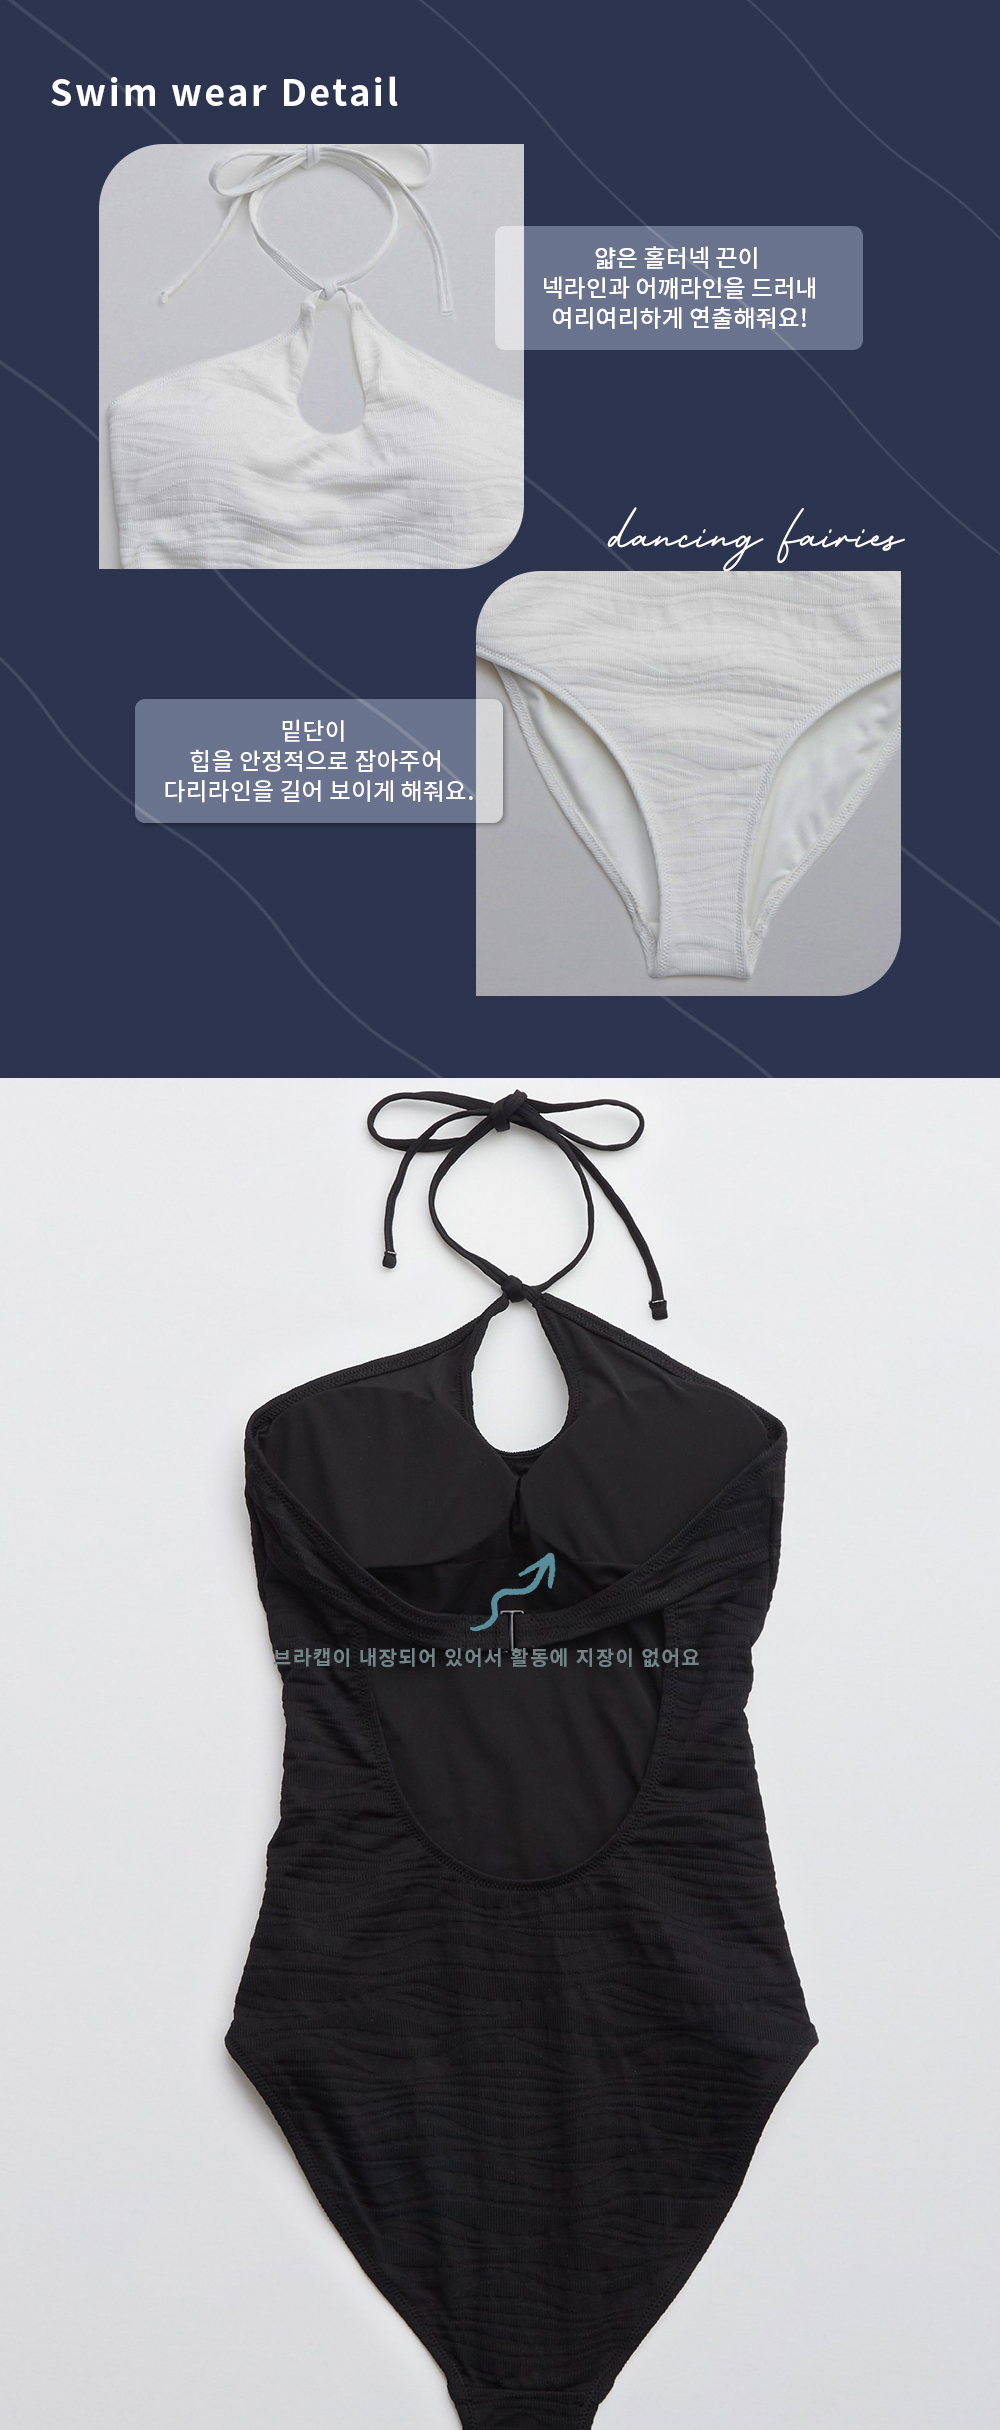 Swim wear Detail
얇은 홀터넥 끈이
넥라인과 어깨라인을 드러내
여리여리하게 연출해줘요!
dancing fairies
밑단이
힙을 안정적으로 잡아주어
다리라인을 길어 보이게 해줘요.
브라캡이 내장되어 있어서 활동에 지장이 없어요